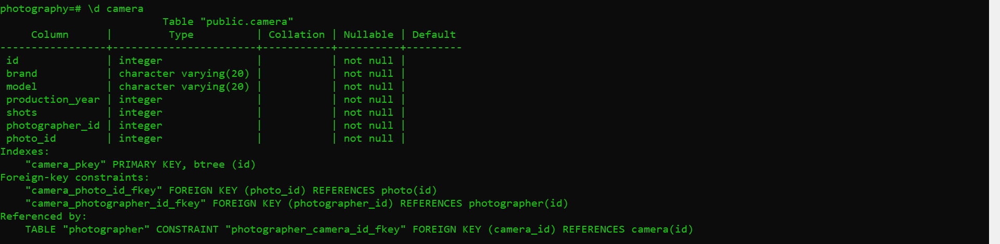 photography=# \d camera
                          Table "public.camera"
     Column      |         Type          | Collation | Nullable | Default
-----------------+-----------------------+-----------+----------+---------
 id              | integer               |           | not null |
 brand           | character varying(20) |           | not null |
 model           | character varying(20) |           | not null |
 production_year | integer               |           | not null |
 shots           | integer               |           | not null |
 photographer_id | integer               |           | not null |
 photo_id        | integer               |           | not null |
Indexes:
    "camera_pkey" PRIMARY KEY, btree (id)
Foreign-key constraints:
    "camera_photo_id_fkey" FOREIGN KEY (photo_id) REFERENCES photo(id)
    "camera_photographer_id_fkey" FOREIGN KEY (photographer_id) REFERENCES photographer(id)
Referenced by:
    TABLE "photographer" CONSTRAINT "photographer_camera_id_fkey" FOREIGN KEY (camera_id) REFERENCES camera(id)